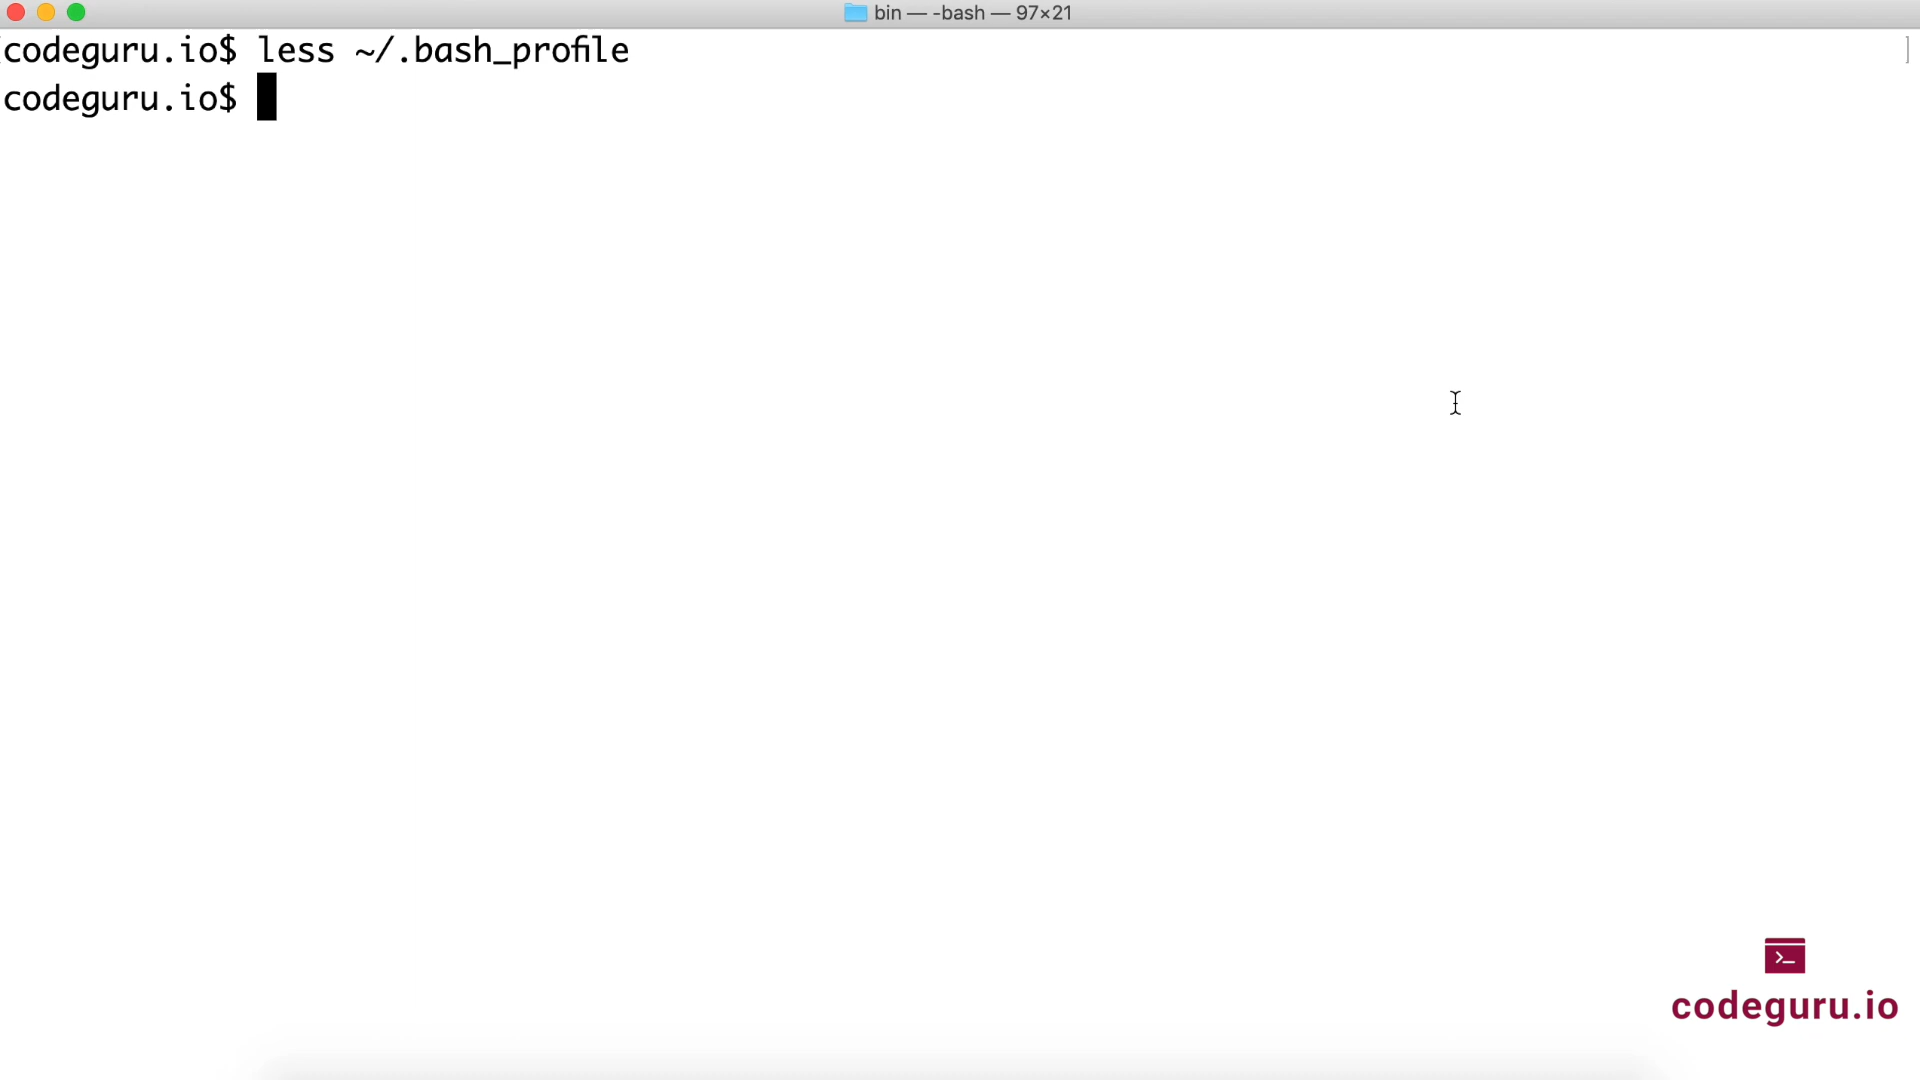 bin — -bash — 97×21
codeguru.io$ less ~/.bash_profile
codeguru.io$
>_
codeguru.io